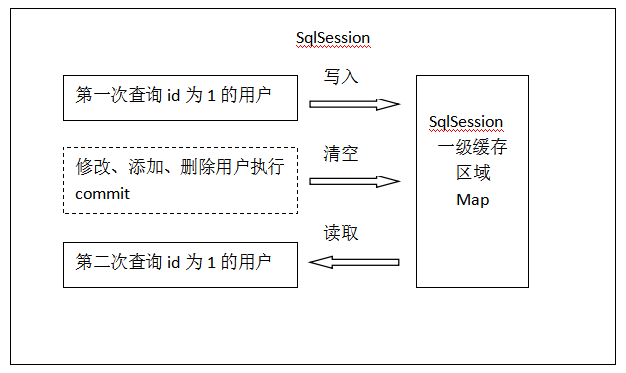 SqlSession
第一次查询 id 为 1 的用户
写入
修改、添加、删除用户执行
commit
清空
第二次查询 id 为 1 的用户
读取
SqlSession
一级缓存
区域
Map